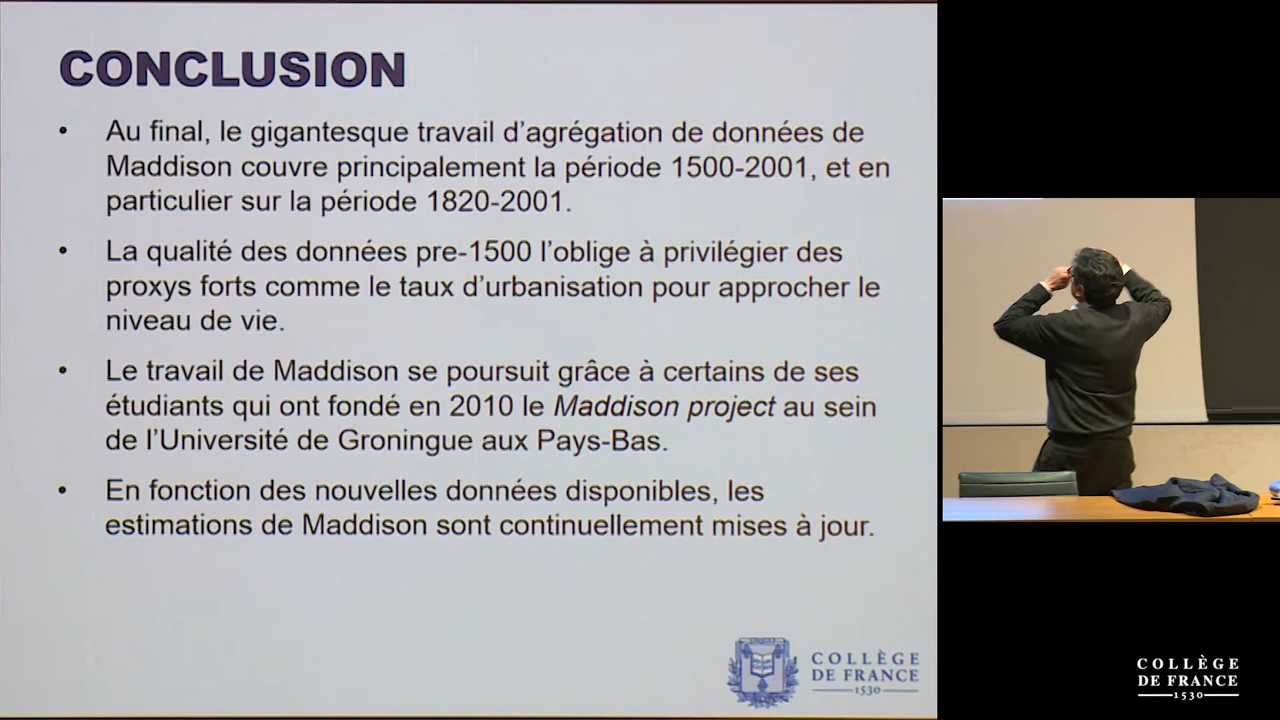 CONCLUSION
• Au final, le gigantesque travail d’agrégation de données de
Maddison couvre principalement la période 1500-2001, et en
particulier sur la période 1820-2001.
• La qualité des données pre-1500 l’oblige à privilégier des
proxys forts comme le taux d’urbanisation pour approcher le
niveau de vie.
• Le travail de Maddison se poursuit grâce à certains de ses
étudiants qui ont fondé en 2010 le Maddison project au sein
de l’Université de Groningue aux Pays-Bas.
• En fonction des nouvelles données disponibles, les
estimations de Maddison sont continuellement mises à jour.
COLLÈGE
DE FRANCE
1530
COLLÈGE
DE FRANCE
1530